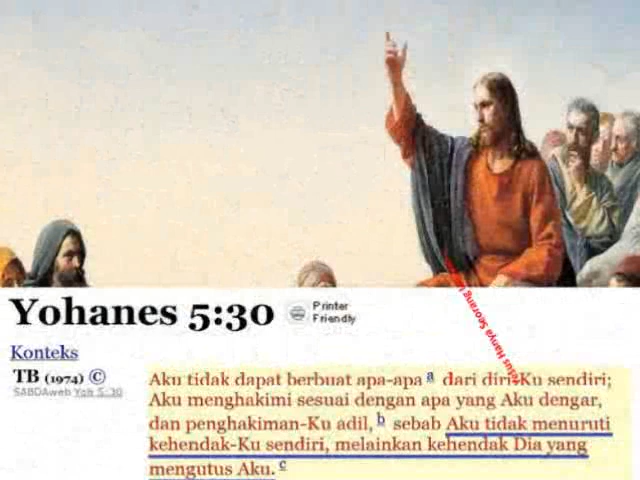 Yohanes 5:30
Printer
Friendly
Konteks
TB (1974) ©
SABDAweb Yoh 5:30
Aku tidak dapat berbuat apa-apa a dari diri-Ku sendiri;
Aku menghakimi sesuai dengan apa yang Aku dengar,
dan penghakiman-Ku adil, b sebab Aku tidak menuruti
kehendak-Ku sendiri, melainkan kehendak Dia yang
mengutus Aku. c
Hanya Seorang